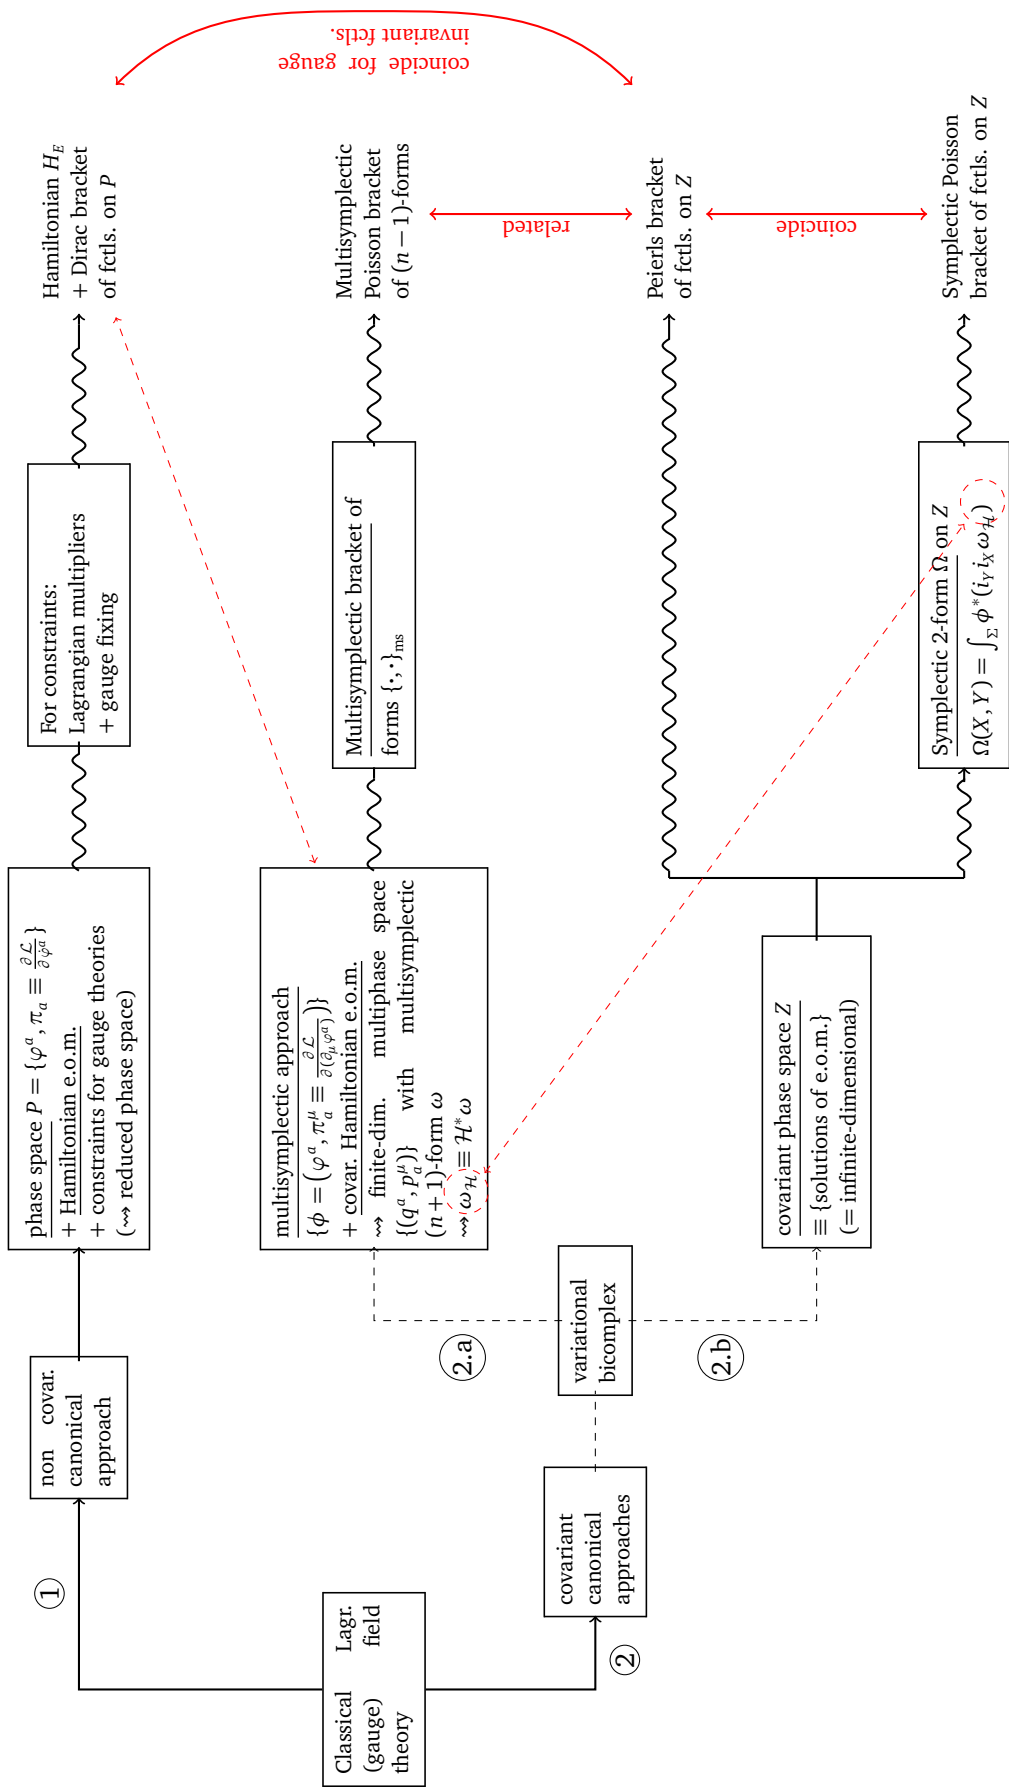 Classical Lagr.
(gauge) field
theory
①
non covar.
canonical
approach
phase space P = {φ^a, π_a ≡ ∂L/∂φ̇^a}
+ Hamiltonian e.o.m.
+ constraints for gauge theories
(⇝ reduced phase space)
For constraints:
Lagrangian multipliers
+ gauge fixing
Hamiltonian H_E
+ Dirac bracket
of fctls. on P
②
covariant
canonical
approaches
variational
bicomplex
2.a
multisymplectic approach
{ϕ = (φ^a, π^μ_a ≡ ∂L/∂(∂_μφ^a))}
+ covar. Hamiltonian e.o.m.
⇝ finite-dim. multiphase space
{(q^a, p^μ_a)} with multisymplectic
(n + 1)-form ω
⇝ ω_H ≡ H^*ω
Multisymplectic bracket of
forms {·,·}_ms
Multisymplectic
Poisson bracket
of (n − 1)-forms
2.b
covariant phase space Z
≡ {solutions of e.o.m.}
(= infinite-dimensional)
Peierls bracket
of fctls. on Z
Symplectic 2-form Ω on Z
Ω(X, Y) = ∫_Σ ϕ^*(i_Y i_X ω_H)
Symplectic Poisson
bracket of fctls. on Z
coincide for gauge
invariant fctls.
related
coincide